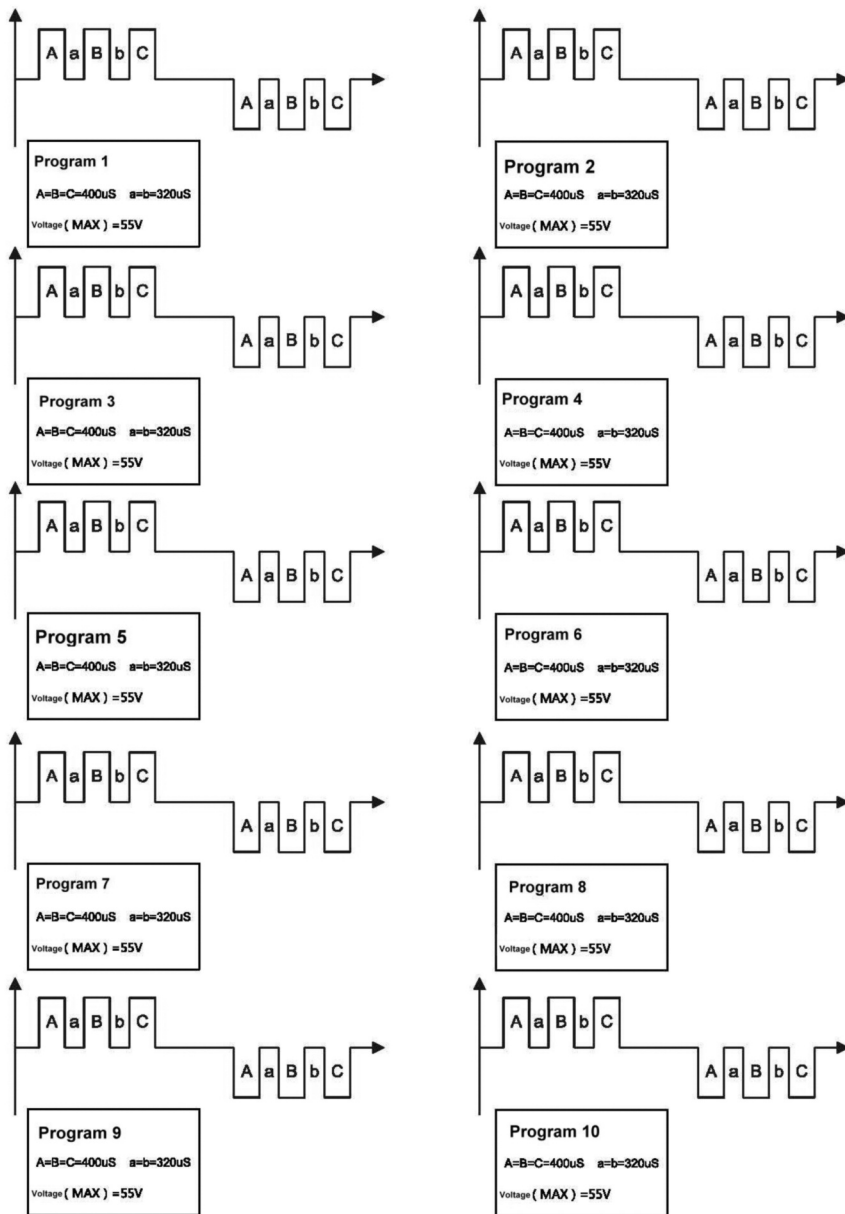 A a B b C
A a B b C
Program 1
A=B=C=400uS a=b=320uS
Voltage ( MAX ) =55V
A a B b C
A a B b C
Program 2
A=B=C=400uS a=b=320uS
Voltage ( MAX ) =55V
A a B b C
A a B b C
Program 3
A=B=C=400uS a=b=320uS
Voltage ( MAX ) =55V
A a B b C
A a B b C
Program 4
A=B=C=400uS a=b=320uS
Voltage ( MAX ) =55V
A a B b C
A a B b C
Program 5
A=B=C=400uS a=b=320uS
Voltage ( MAX ) =55V
A a B b C
A a B b C
Program 6
A=B=C=400uS a=b=320uS
Voltage ( MAX ) =55V
A a B b C
A a B b C
Program 7
A=B=C=400uS a=b=320uS
Voltage ( MAX ) =55V
A a B b C
A a B b C
Program 8
A=B=C=400uS a=b=320uS
Voltage ( MAX ) =55V
A a B b C
A a B b C
Program 9
A=B=C=400uS a=b=320uS
Voltage ( MAX ) =55V
A a B b C
A a B b C
Program 10
A=B=C=400uS a=b=320uS
Voltage ( MAX ) =55V